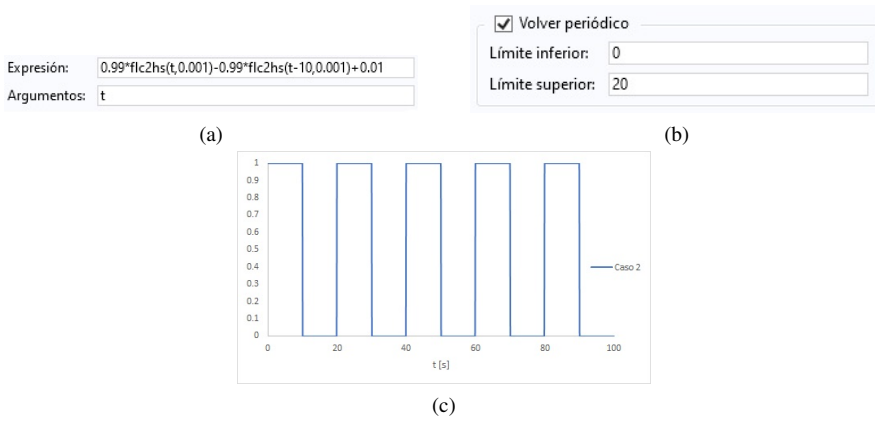 Volver periódico
Expresión: 0.99*flc2hs(t,0.001)-0.99*flc2hs(t-10,0.001)+0.01
Argumentos: t
Límite inferior: 0
Límite superior: 20
(a)
(b)
1
0.9
0.8
0.7
0.6
0.5
0.4
0.3
0.2
0.1
0
0 20 40 60 80 100
t [s]
Caso 2
(c)